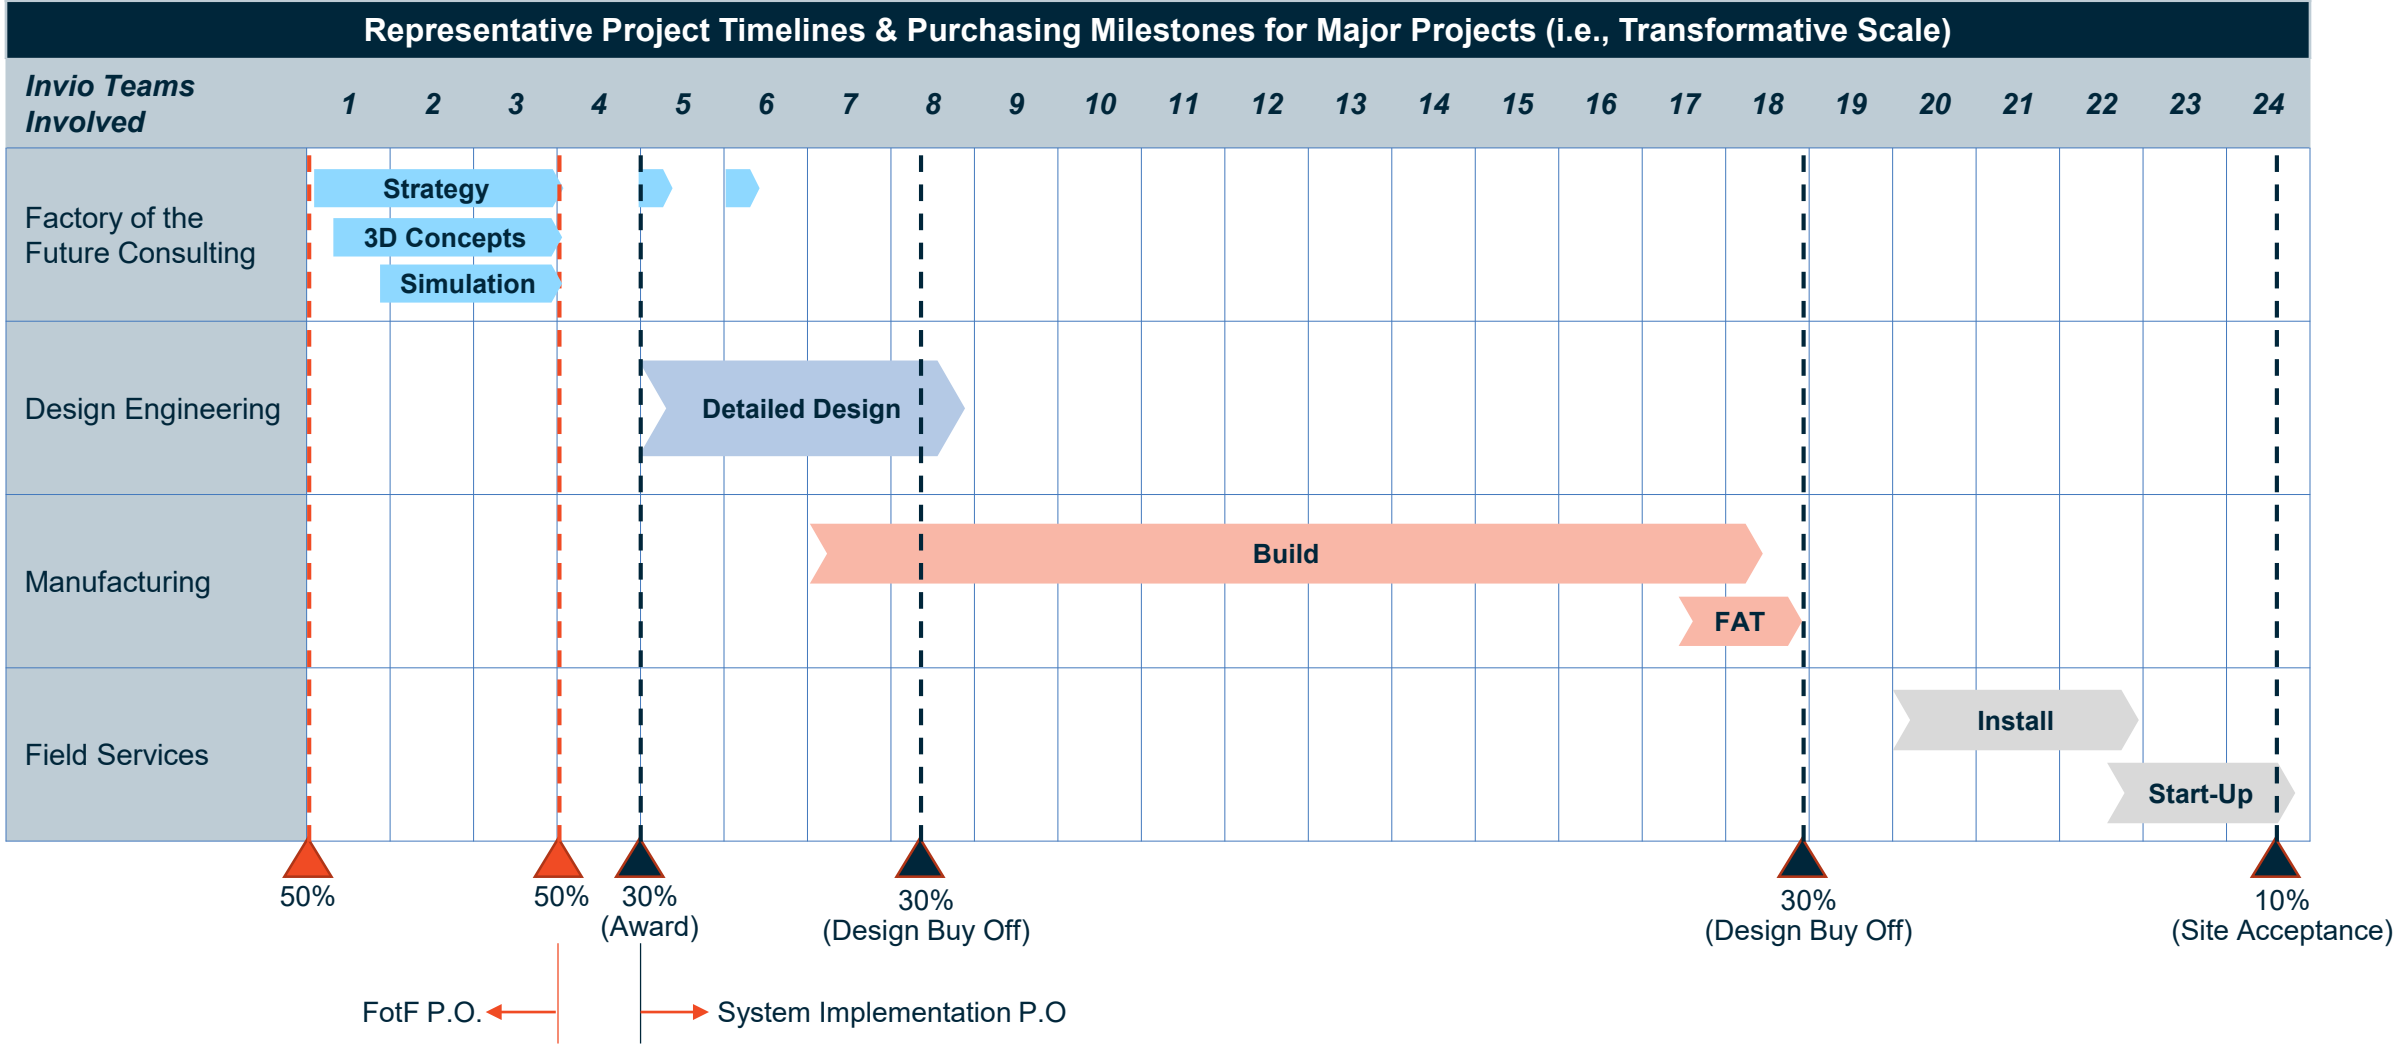 Representative Project Timelines & Purchasing Milestones for Major Projects (i.e., Transformative Scale)
Invio Teams
Involved
1 2 3 4 5 6 7 8 9 10 11 12 13 14 15 16 17 18 19 20 21 22 23 24
Factory of the
Future Consulting
Strategy
3D Concepts
Simulation
Design Engineering
Detailed Design
Manufacturing
Build
FAT
Field Services
Install
Start-Up
50%
50%
30%
(Award)
30%
(Design Buy Off)
30%
(Design Buy Off)
10%
(Site Acceptance)
FotF P.O.
System Implementation P.O